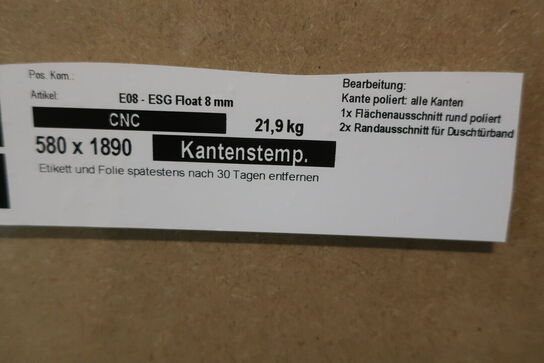 Pos. Kom.:
Artikel: E08 - ESG Float 8 mm
CNC 21,9 kg
580 x 1890 Kantenstemp.
Etikett und Folie spätestens nach 30 Tagen entfernen
Bearbeitung:
Kante poliert: alle Kanten
1x Flächenausschnitt rund poliert
2x Randausschnitt für Duschtürband